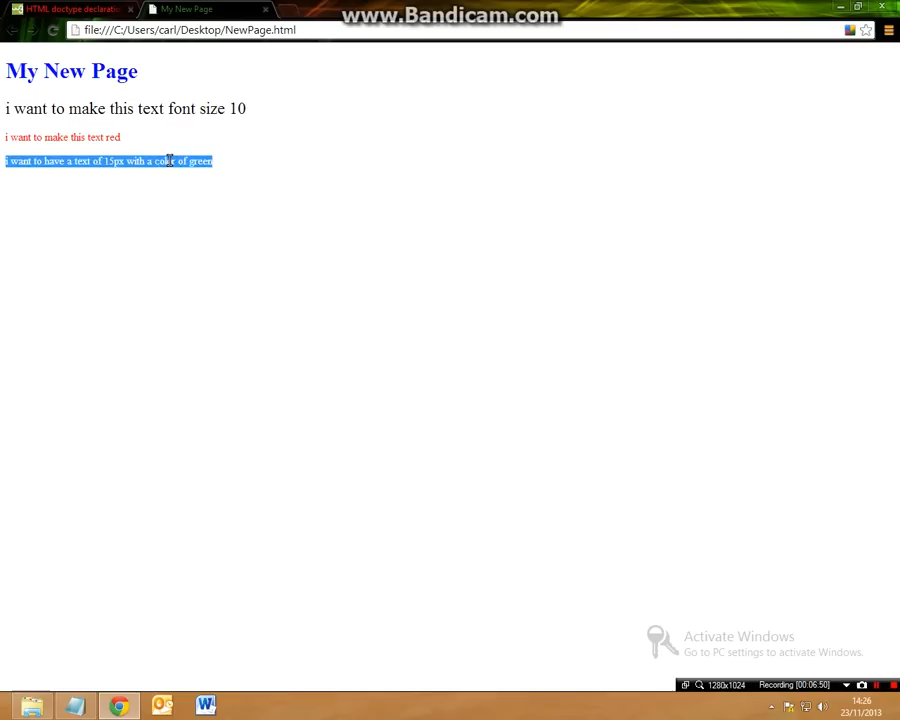 HTML doctype declaratio
My New Page
www.Bandicam.com
file:///C:/Users/carl/Desktop/NewPage.html
My New Page
i want to make this text font size 10
i want to make this text red
i want to have a text of 15px with a color of green
Activate Windows
Go to PC settings to activate Windows.
1280x1024
Recording [00:06:50]
14:26
23/11/2013